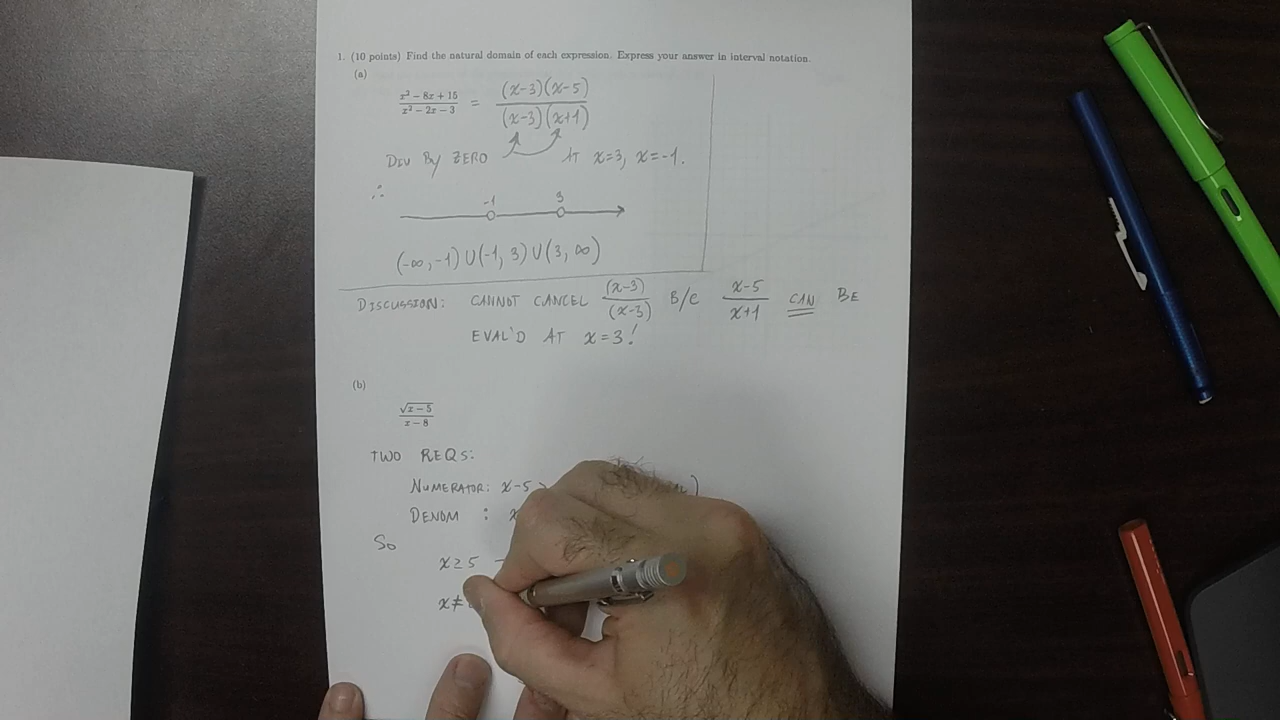 1. (10 points) Find the natural domain of each expression. Express your answer in interval notation.
(a)
x² − 8x + 15 / x² − 2x − 3 = (x-3)(x-5) / (x-3)(x+1)
DIV BY ZERO AT x=3, x=-1.
∴
-1 3
(-∞,-1) U (-1, 3) U (3, ∞)
DISCUSSION: CANNOT CANCEL (x-3) / (x-3) B/C x-5 / x+1 CAN BE
EVAL'D AT x=3!
(b)
√x − 5 / x − 8
TWO REQS:
NUMERATOR: x-5
DENOM : x
SO
x≥5
x≠